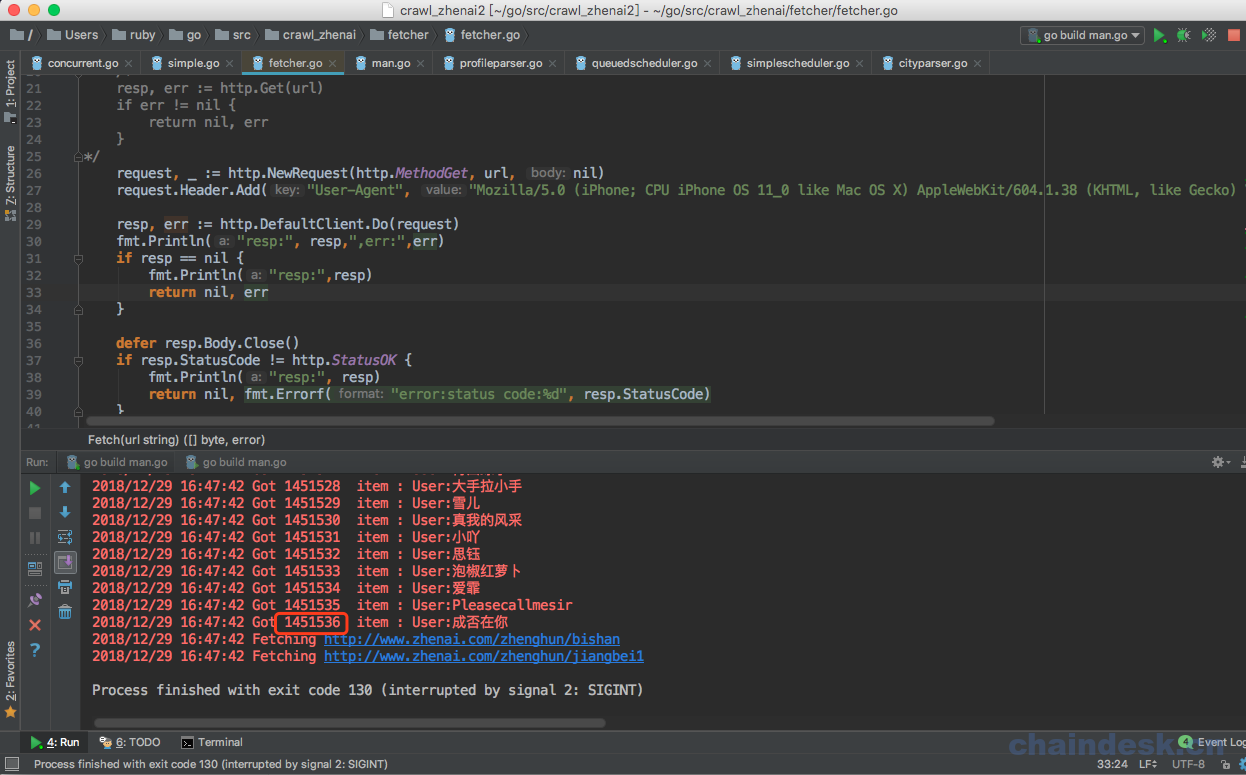 crawl_zhenai2 [~/go/src/crawl_zhenai2] - ~/go/src/crawl_zhenai/fetcher/fetcher.go
/ Users ruby go src crawl_zhenai fetcher fetcher.go go build man.go
1: Project
Z: Structure
2: Favorites
concurrent.go simple.go fetcher.go man.go profileparser.go queuedscheduler.go simplescheduler.go cityparser.go
21 resp, err := http.Get(url)
22 if err != nil {
23 return nil, err
24 }
25 */
26 request, _ := http.NewRequest(http.MethodGet, url, body: nil)
27 request.Header.Add( key: "User-Agent", value: "Mozilla/5.0 (iPhone; CPU iPhone OS 11_0 like Mac OS X) AppleWebKit/604.1.38 (KHTML, like Gecko)
28
29 resp, err := http.DefaultClient.Do(request)
30 fmt.Println( a: "resp:", resp,",err:",err)
31 if resp == nil {
32 fmt.Println( a: "resp:",resp)
33 return nil, err
34 }
35
36 defer resp.Body.Close()
37 if resp.StatusCode != http.StatusOK {
38 fmt.Println( a: "resp:", resp)
39 return nil, fmt.Errorf( format: "error:status code:%d", resp.StatusCode)
40 }
41
Fetch(url string) ([] byte, error)
Run: go build man.go go build man.go
2018/12/29 16:47:42 Got 1451528 item : User:大手拉小手
2018/12/29 16:47:42 Got 1451529 item : User:雪儿
2018/12/29 16:47:42 Got 1451530 item : User:真我的风采
2018/12/29 16:47:42 Got 1451531 item : User:小吖
2018/12/29 16:47:42 Got 1451532 item : User:思钰
2018/12/29 16:47:42 Got 1451533 item : User:泡椒红萝卜
2018/12/29 16:47:42 Got 1451534 item : User:爱霏
2018/12/29 16:47:42 Got 1451535 item : User:Pleasecallmesir
2018/12/29 16:47:42 Got 1451536 item : User:成否在你
2018/12/29 16:47:42 Fetching http://www.zhenai.com/zhenghun/bishan
2018/12/29 16:47:42 Fetching http://www.zhenai.com/zhenghun/jiangbei1
Process finished with exit code 130 (interrupted by signal 2: SIGINT)
4: Run 6: TODO Terminal 4 Event Log
chaindesk.cn
Process finished with exit code 130 (interrupted by signal 2: SIGINT) 33:24 LF UTF-8